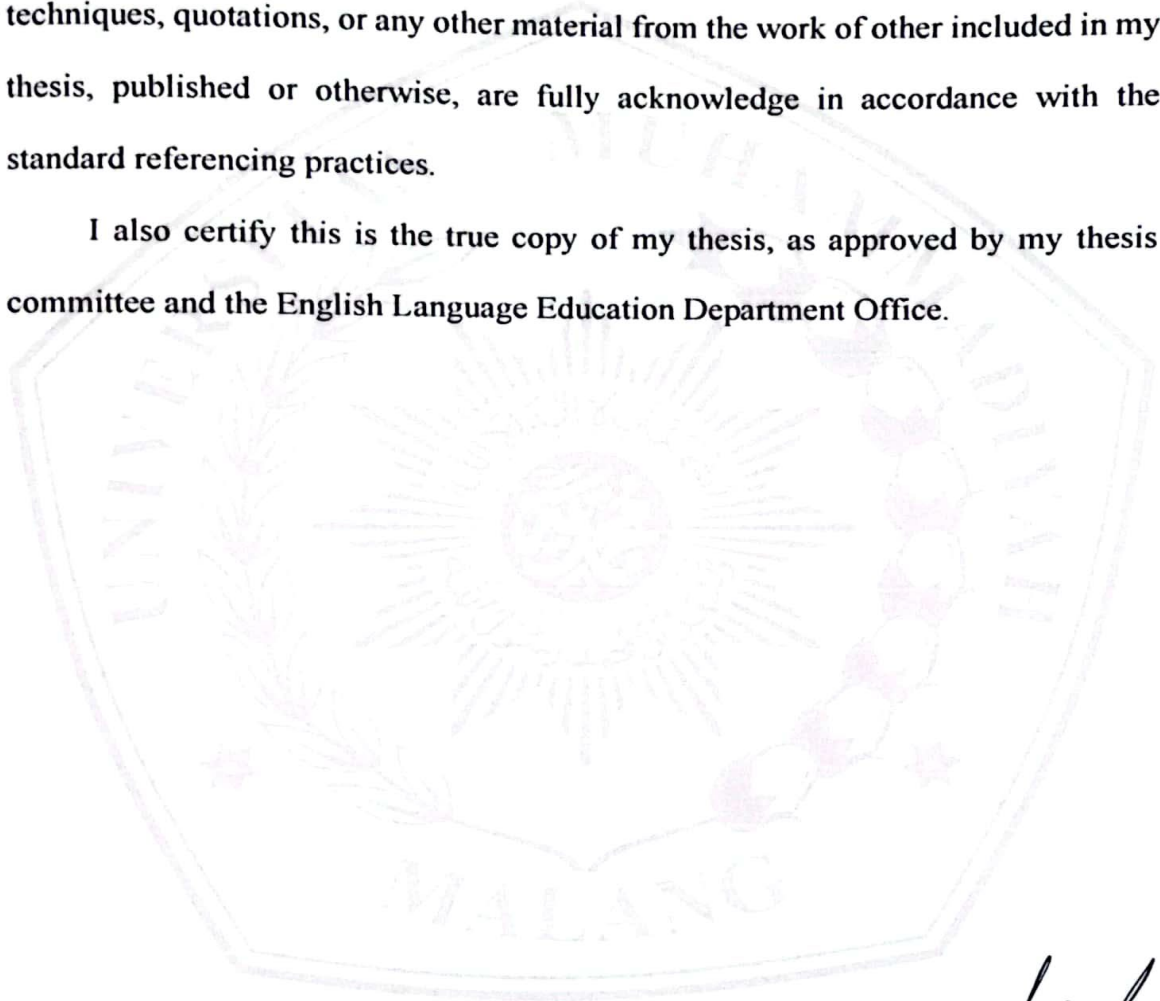 techniques, quotations, or any other material from the work of other included in my
thesis, published or otherwise, are fully acknowledge in accordance with the
standard referencing practices.
I also certify this is the true copy of my thesis, as approved by my thesis
committee and the English Language Education Department Office.
UNIVERSITAS MUHAMMADIYAH
MALANG